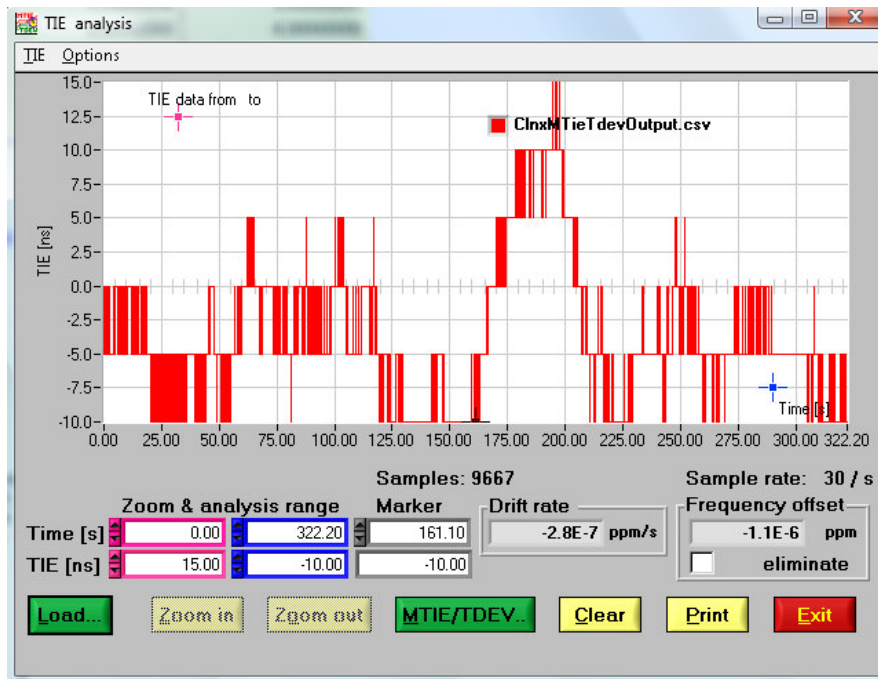 TIE analysis
TIE Options
15.0-
TIE data from to
12.5-
ClnxMTieTdevOutput.csv
10.0-
7.5-
5.0-
2.5-
TIE [ns]
0.0-
-2.5-
-5.0-
-7.5-
Time [s]
-10.0-
0.00 25.00 50.00 75.00 100.00 125.00 150.00 175.00 200.00 225.00 250.00 275.00 300.00 322.20
Samples: 9667 Sample rate: 30 / s
Zoom & analysis range Marker Drift rate Frequency offset
Time [s] 0.00 322.20 161.10 -2.8E-7 ppm/s -1.1E-6 ppm
TIE [ns] 15.00 -10.00 -10.00 eliminate
Load... Zoom in Zoom out MTIE/TDEV.. Clear Print Exit